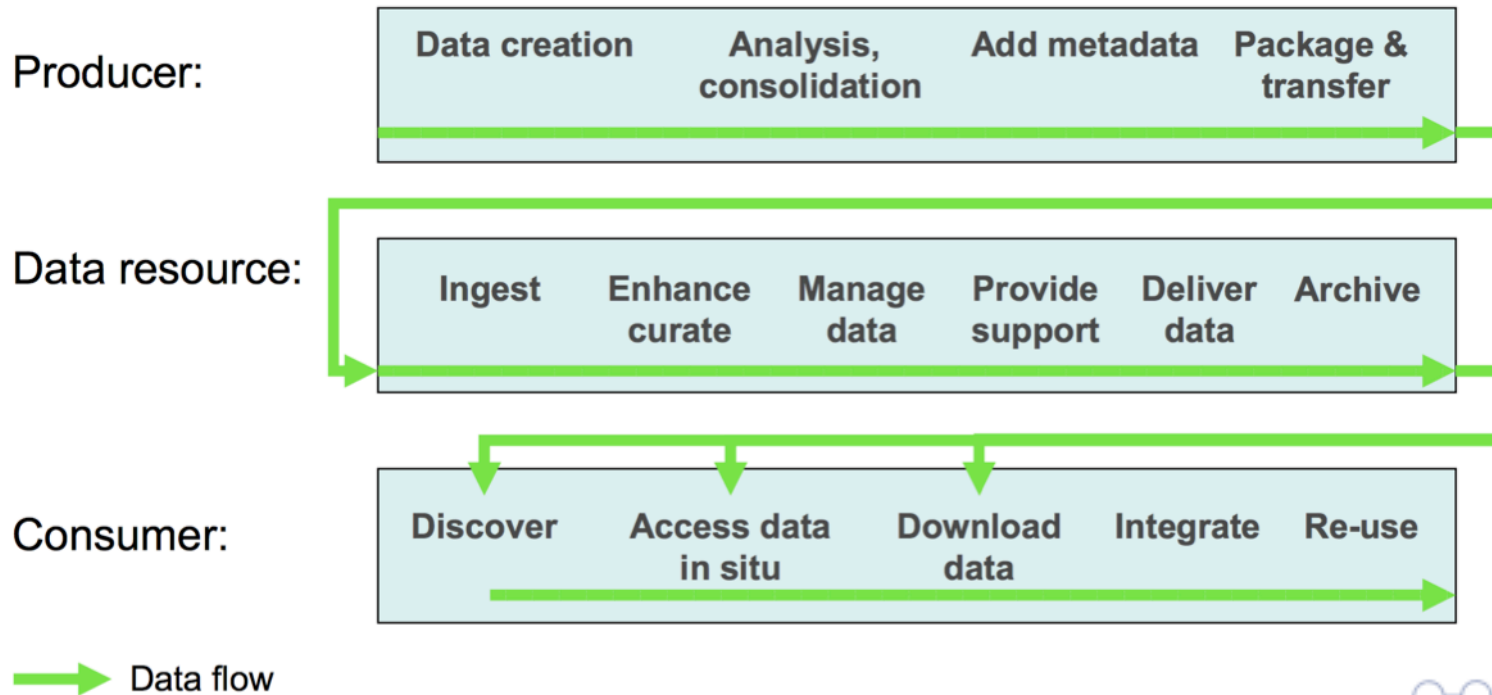 Producer:
Data creation
Analysis,
consolidation
Add metadata
Package &
transfer
Data resource:
Ingest
Enhance
curate
Manage
data
Provide
support
Deliver
data
Archive
Consumer:
Discover
Access data
in situ
Download
data
Integrate
Re-use
Data flow